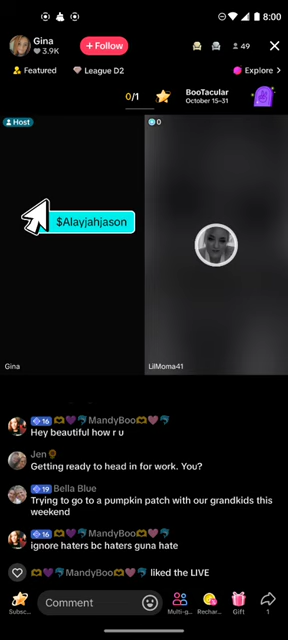 8:00
Gina
3.9K
+ Follow
49
Featured
League D2
Explore >
0/1
BooTacular
October 15–31
Host
0
$Alayjahjason
Gina
LilMoma41
16 MandyBoo
Hey beautiful how r u
Jen
Getting ready to head in for work. You?
19 Bella Blue
Trying to go to a pumpkin patch with our grandkids this
weekend
16 MandyBoo
ignore haters bc haters guna hate
MandyBoo liked the LIVE
Comment
Subsc...
Multi-g...
Rechar...
Gift
1